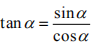 tan α = sin α / cos α